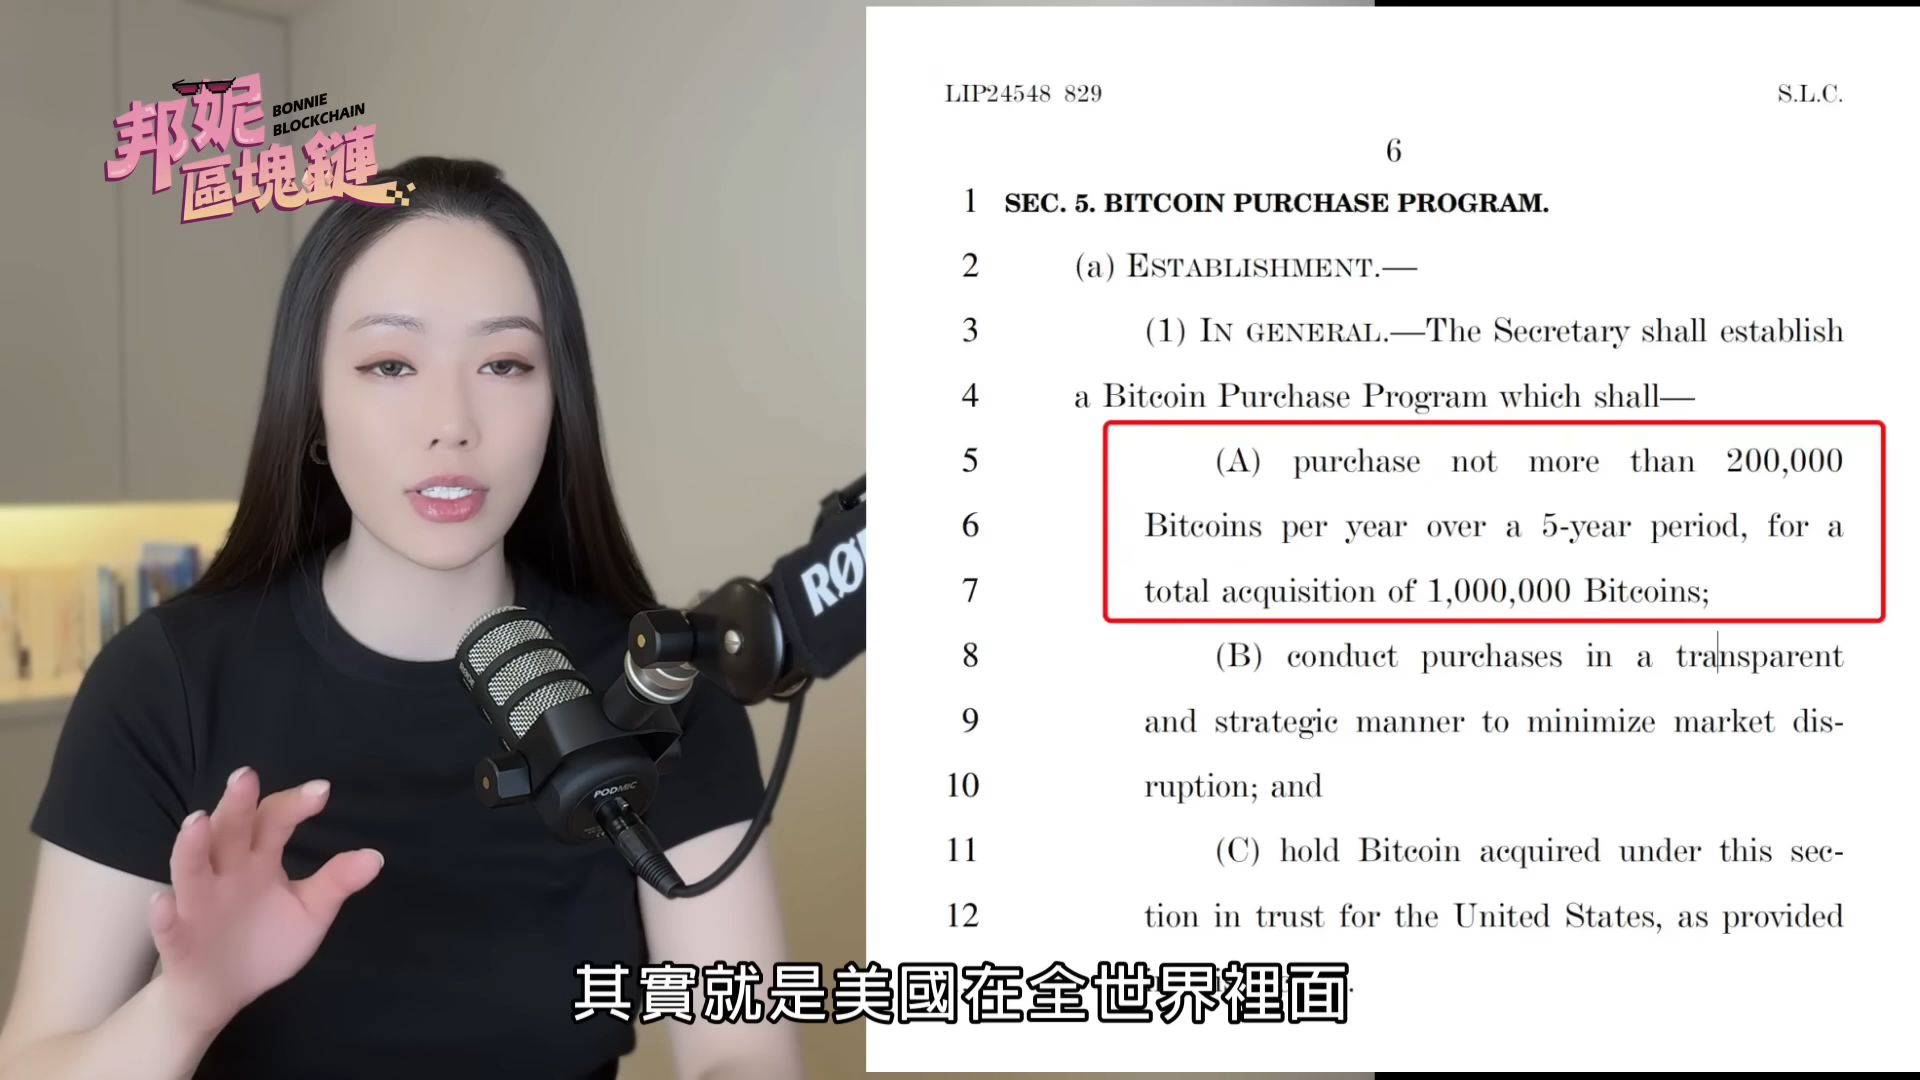 邦妮
區塊鏈
BONNIE
BLOCKCHAIN
RØ
PODMIC
LIP24548 829
S.L.C.
6
1 SEC. 5. BITCOIN PURCHASE PROGRAM.
2 (a) ESTABLISHMENT.—
3 (1) IN GENERAL.—The Secretary shall establish
4 a Bitcoin Purchase Program which shall—
5 (A) purchase not more than 200,000
6 Bitcoins per year over a 5-year period, for a
7 total acquisition of 1,000,000 Bitcoins;
8 (B) conduct purchases in a transparent
9 and strategic manner to minimize market dis-
10 ruption; and
11 (C) hold Bitcoin acquired under this sec-
12 tion in trust for the United States, as provided
其實就是美國在全世界裡面